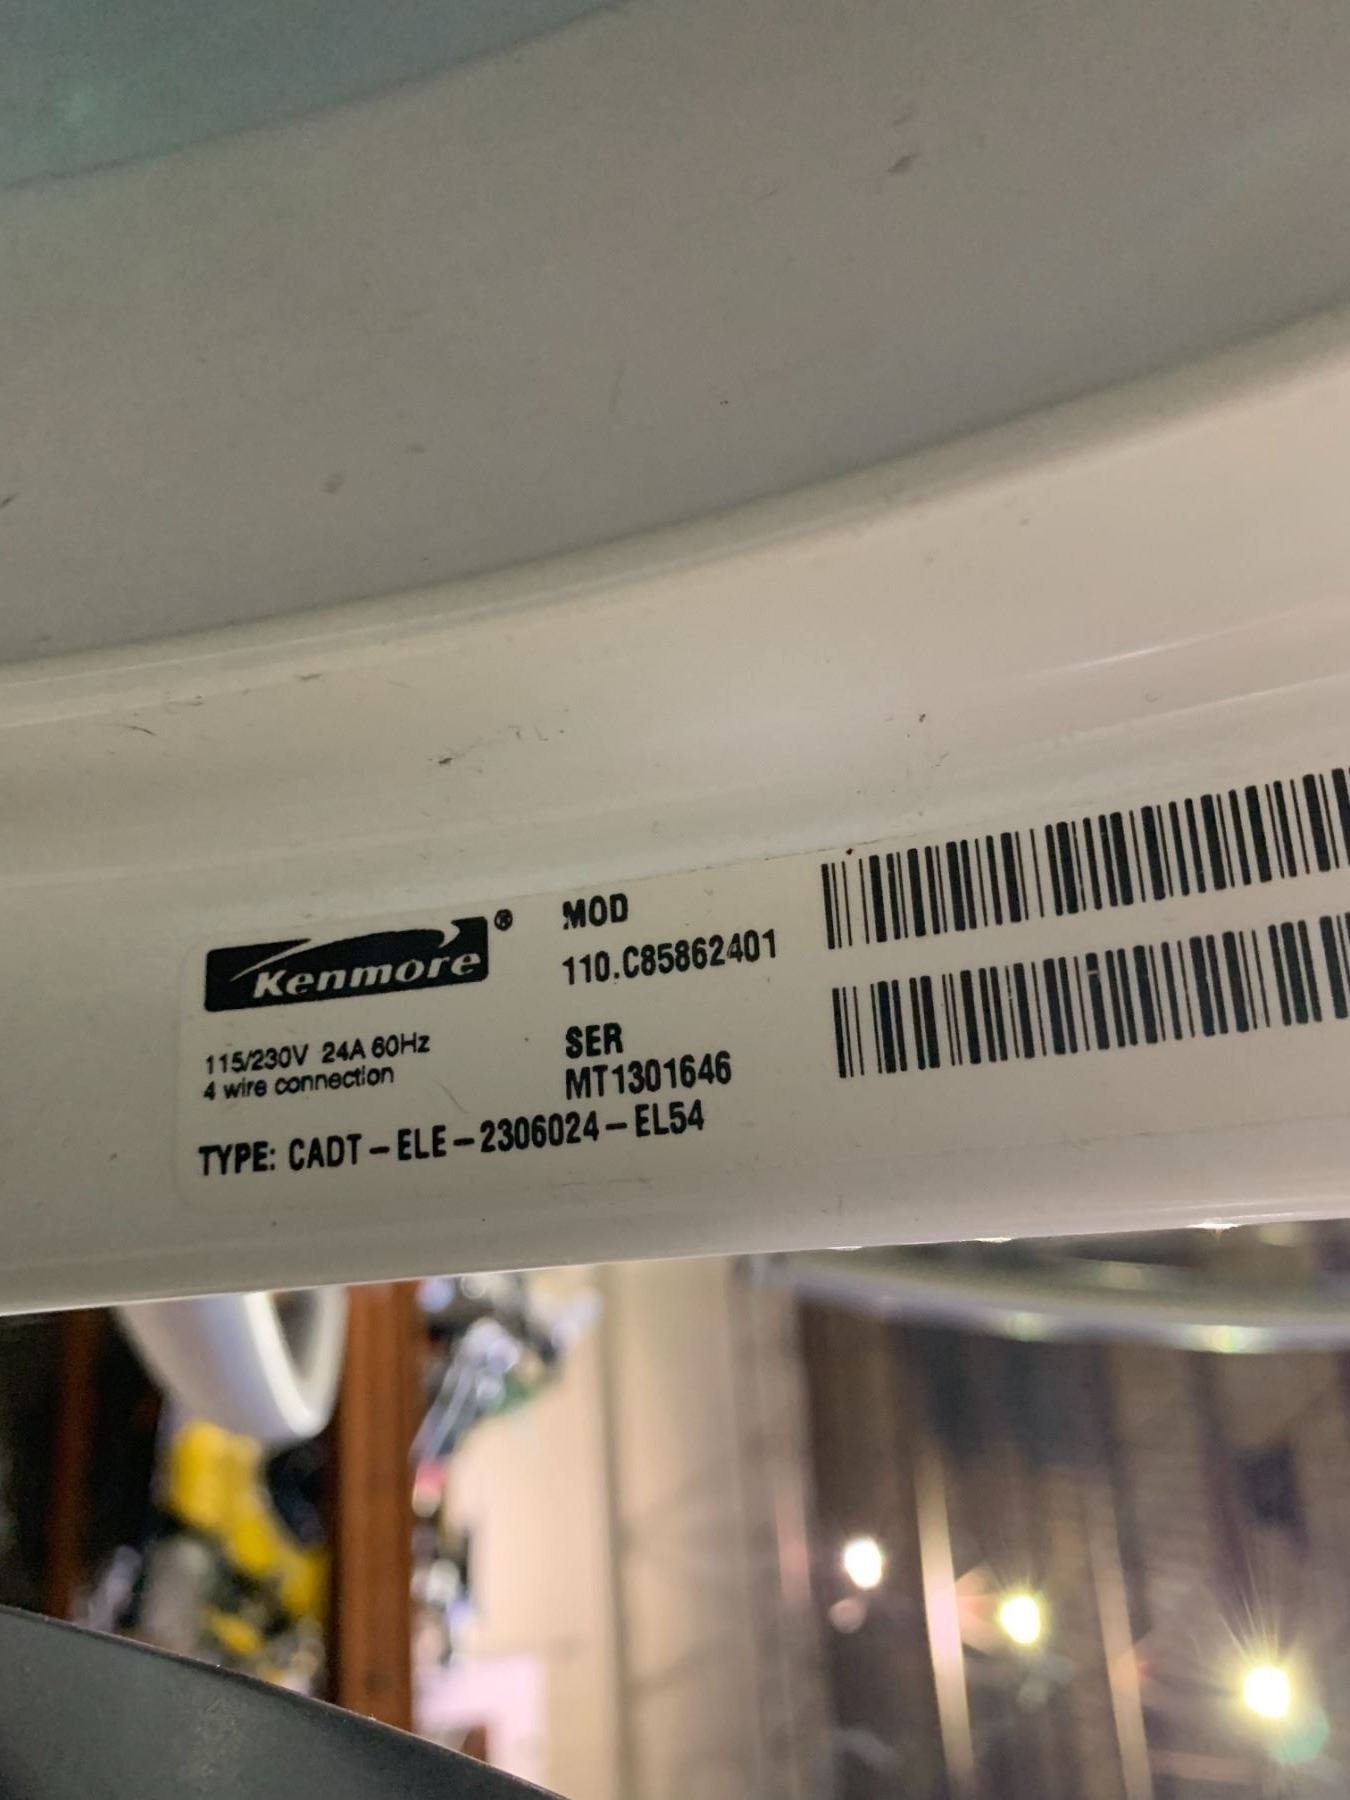 Kenmore®
115/230V 24A 60Hz
4 wire connection
MOD
110.C85862401
SER
MT1301646
TYPE: CADT-ELE-2306024-EL54